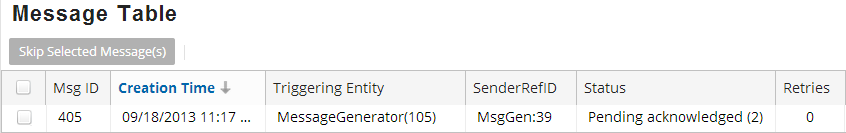 Message Table
Skip Selected Message(s)
Msg ID Creation Time ↓ Triggering Entity SenderRefID Status Retries
405 09/18/2013 11:17 ... MessageGenerator(105) MsgGen:39 Pending acknowledged (2) 0